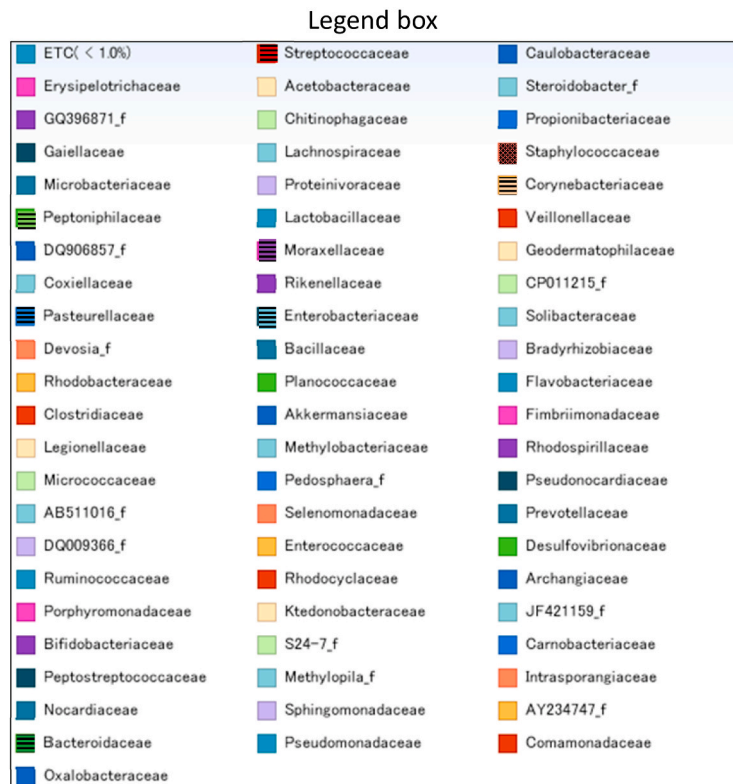 Legend box
ETC( < 1.0%) Streptococcaceae Caulobacteraceae
Erysipelotrichaceae Acetobacteraceae Steroidobacter_f
GQ396871_f Chitinophagaceae Propionibacteriaceae
Gaiellaceae Lachnospiraceae Staphylococcaceae
Microbacteriaceae Proteinivoraceae Corynebacteriaceae
Peptoniphilaceae Lactobacillaceae Veillonellaceae
DQ906857_f Moraxellaceae Geodermatophilaceae
Coxiellaceae Rikenellaceae CP011215_f
Pasteurellaceae Enterobacteriaceae Solibacteraceae
Devosia_f Bacillaceae Bradyrhizobiaceae
Rhodobacteraceae Planococcaceae Flavobacteriaceae
Clostridiaceae Akkermansiaceae Fimbriimonadaceae
Legionellaceae Methylobacteriaceae Rhodospirillaceae
Micrococcaceae Pedosphaera_f Pseudonocardiaceae
AB511016_f Selenomonadaceae Prevotellaceae
DQ009366_f Enterococcaceae Desulfovibrionaceae
Ruminococcaceae Rhodocyclaceae Archangiaceae
Porphyromonadaceae Ktedonobacteraceae JF421159_f
Bifidobacteriaceae S24-7_f Carnobacteriaceae
Peptostreptococcaceae Methylopila_f Intrasporangiaceae
Nocardiaceae Sphingomonadaceae AY234747_f
Bacteroidaceae Pseudomonadaceae Comamonadaceae
Oxalobacteraceae